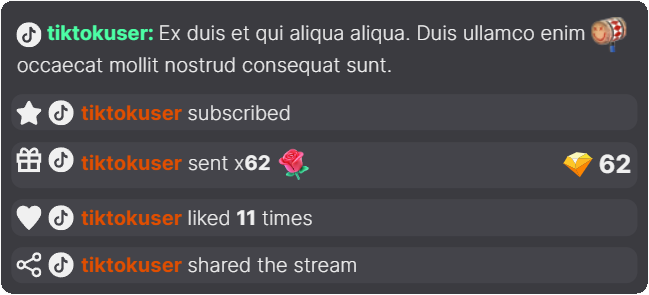 tiktokuser: Ex duis et qui aliqua aliqua. Duis ullamco enim
occaecat mollit nostrud consequat sunt.
tiktokuser subscribed
tiktokuser sent x62 62
tiktokuser liked 11 times
tiktokuser shared the stream